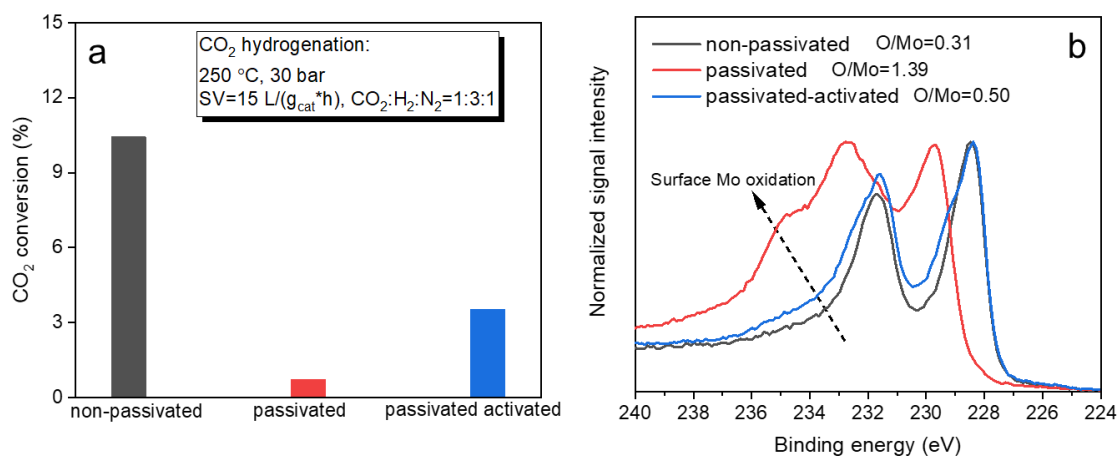 a
CO₂ hydrogenation:
250 °C, 30 bar
SV=15 L/(g_cat*h), CO₂:H₂:N₂=1:3:1
CO₂ conversion (%)
15
12
9
6
3
0
non-passivated passivated passivated activated
b
non-passivated O/Mo=0.31
passivated O/Mo=1.39
passivated-activated O/Mo=0.50
Surface Mo oxidation
Normalized signal intensity
240 238 236 234 232 230 228 226 224
Binding energy (eV)